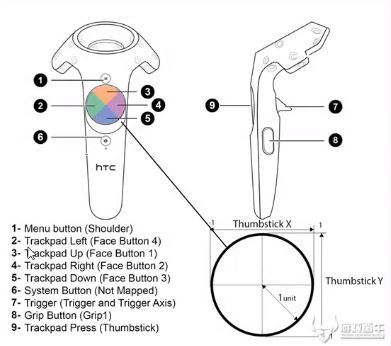 1
2
3
4
5
6
9
7
8
hTC
-1
Thumbstick X
1
1
Thumbstick Y
1 unit
-1
1- Menu button (Shoulder)
2- Trackpad Left (Face Button 4)
3- Trackpad Up (Face Button 1)
4- Trackpad Right (Face Button 2)
5- Trackpad Down (Face Button 3)
6- System Button (Not Mapped)
7- Trigger (Trigger and Trigger Axis)
8- Grip Button (Grip1)
9- Trackpad Press (Thumbstick)